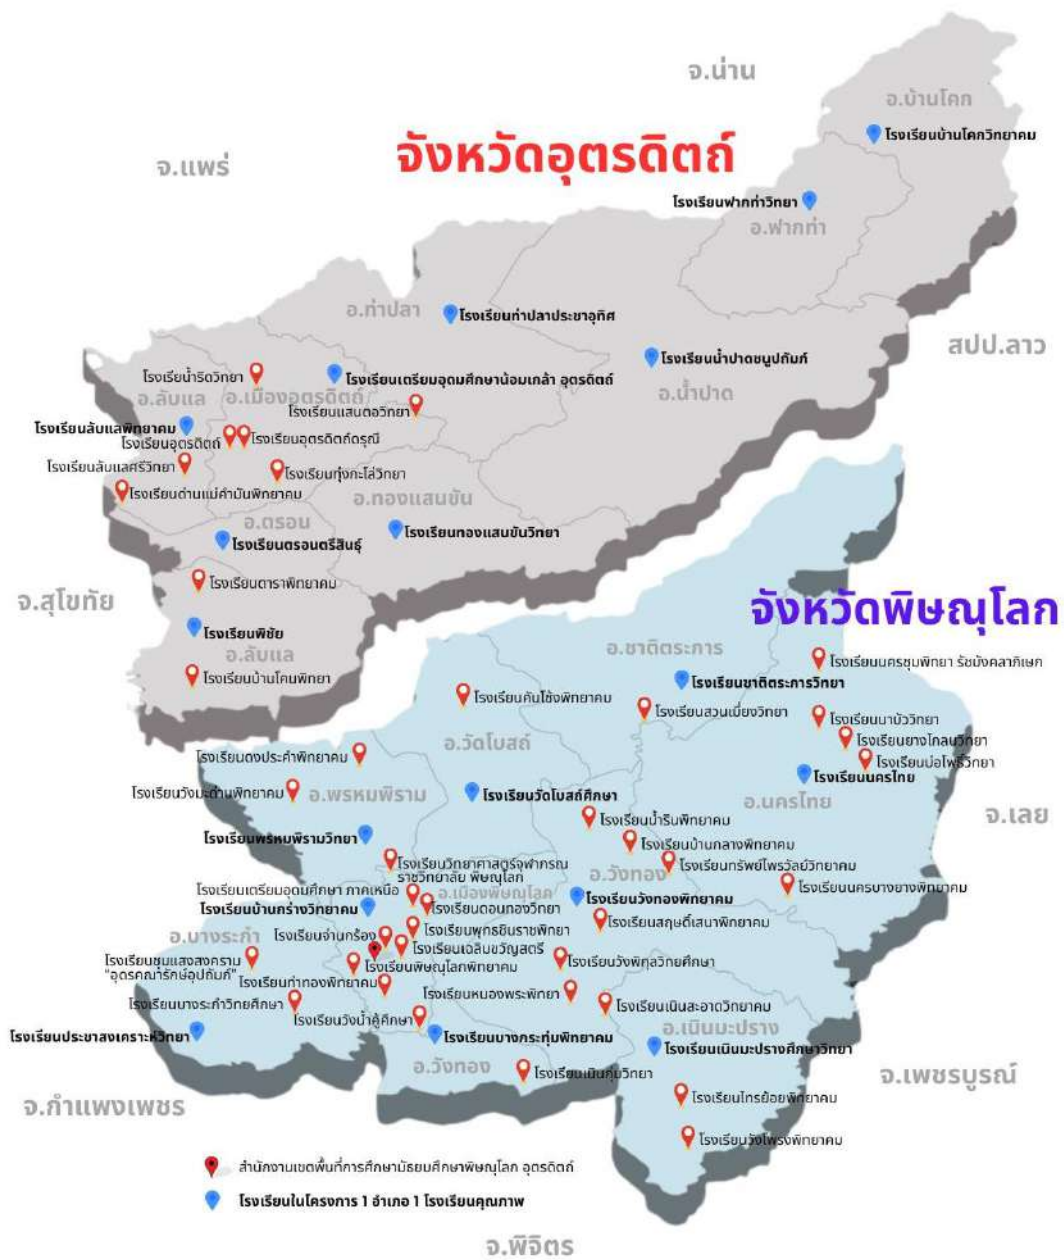 จ.น่าน
อ.บ้านโคก
โรงเรียนบ้านโคกวิทยาคม
จังหวัดอุตรดิตถ์
จ.แพร่
โรงเรียนฟากท่าวิทยา
อ.ฟากท่า
อ.ท่าปลา
โรงเรียนท่าปลาประชาอุทิศ
สปป.ลาว
โรงเรียนน้ำปาดชนูปถัมภ์
โรงเรียน้ำริดวิทยา
โรงเรียนเตรียมอุดมศึกษาน้อมเกล้า อุตรดิตถ์
อ.น้ำปาด
อ.ลับแล
อ.เมืองอุตรดิตถ์
โรงเรียนแสนตอวิทยา
โรงเรียนลับแลพิทยาคม
โรงเรียนอุตรดิตถ์
โรงเรียนอุตรดิตถ์ดรุณี
โรงเรียนลับแลศรีวิทยา
โรงเรียนทุ่งกะโล่วิทยา
โรงเรียนด่านแม่คำมันพิทยาคม
อ.ทองแสนขัน
อ.ตรอน
โรงเรียนทองแสนขันวิทยา
โรงเรียนตรอนตรีสินธุ์
โรงเรียนดาราพิทยาคม
จ.สุโขทัย
จังหวัดพิษณุโลก
โรงเรียนพิชัย
อ.ลับแล
อ.ชาติตระการ
โรงเรียนนครชุมพิทยา รัชมังคลาภิเษก
โรงเรียนบ้านโคนพิทยา
โรงเรียนชาติตระการวิทยา
โรงเรียนคันโช้งพิทยาคม
โรงเรียนสวนเมี่ยงวิทยา
โรงเรียนนาบัววิทยา
โรงเรียนยางโกลนวิทยา
อ.วัดโบสถ์
โรงเรียนดงประคำพิทยาคม
โรงเรียนบ่อโพธิ์วิทยา
โรงเรียนนครไทย
โรงเรียนวังมะด่านพิทยาคม
อ.พรหมพิราม
โรงเรียนวัดโบสถ์ศึกษา
อ.นครไทย
จ.เลย
โรงเรียนน้ำรินพิทยาคม
โรงเรียนพรหมพิรามวิทยา
โรงเรียนบ้านกลางพิทยาคม
โรงเรียนวิทยาศาสตร์จุฬาภรณ
ราชวิทยาลัย พิษณุโลก
โรงเรียนทรัพย์ไพรวัลย์วิทยาคม
อ.วังทอง
โรงเรียนนครบางยางพิทยาคม
โรงเรียนเตรียมอุดมศึกษา ภาคเหนือ
อ.เมืองพิษณุโลก
โรงเรียนวังทองพิทยาคม
โรงเรียนบ้านกร่างวิทยาคม
โรงเรียนดอนทองวิทยา
โรงเรียนสฤษดิ์เสนาพิทยาคม
โรงเรียนพุทธชินราชพิทยา
อ.บางระกำ
โรงเรียนจ่านกร้อง
โรงเรียนเฉลิมขวัญสตรี
โรงเรียนชุมแสงสงคราม
"อุดรคณารักษ์อุปถัมภ์"
โรงเรียนพิษณุโลกพิทยาคม
โรงเรียนวังพิกุลวิทยศึกษา
โรงเรียนท่าทองพิทยาคม
โรงเรียนหนองพระพิทยา
โรงเรียนบางระกำวิทยศึกษา
โรงเรียนเนินสะอาดวิทยาคม
โรงเรียนวังน้ำคู้ศึกษา
อ.เนินมะปราง
โรงเรียนประชาสงเคราะห์วิทยา
โรงเรียนบางกระทุ่มพิทยาคม
โรงเรียนเนินมะปรางศึกษาวิทยา
อ.วังทอง
โรงเรียนเนินกุ่มวิทยา
จ.เพชรบูรณ์
โรงเรียนไทรย้อยพิทยาคม
จ.กำแพงเพชร
โรงเรียนวังโพรงพิทยาคม
สำนักงานเขตพื้นที่การศึกษามัธยมศึกษาพิษณุโลก อุตรดิตถ์
โรงเรียนในโครงการ 1 อำเภอ 1 โรงเรียนคุณภาพ
จ.พิจิตร